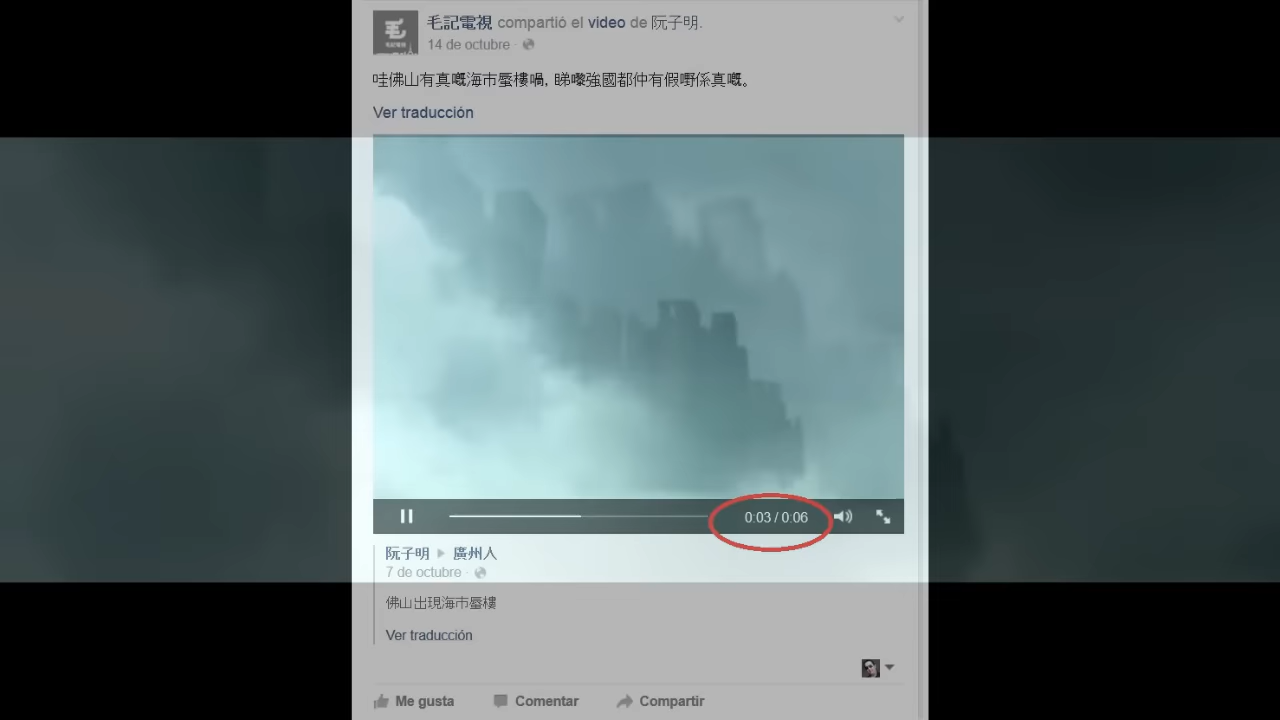 毛記電視 compartió el video de 阮子明.
14 de octubre ·
哇佛山有真嘅海市蜃樓喎, 睇嚟強國都仲有假嘢係真嘅。
Ver traducción
0:03 / 0:06
阮子明 ▶ 廣州人
7 de octubre ·
佛山出現海市蜃樓
Ver traducción
Me gusta Comentar Compartir